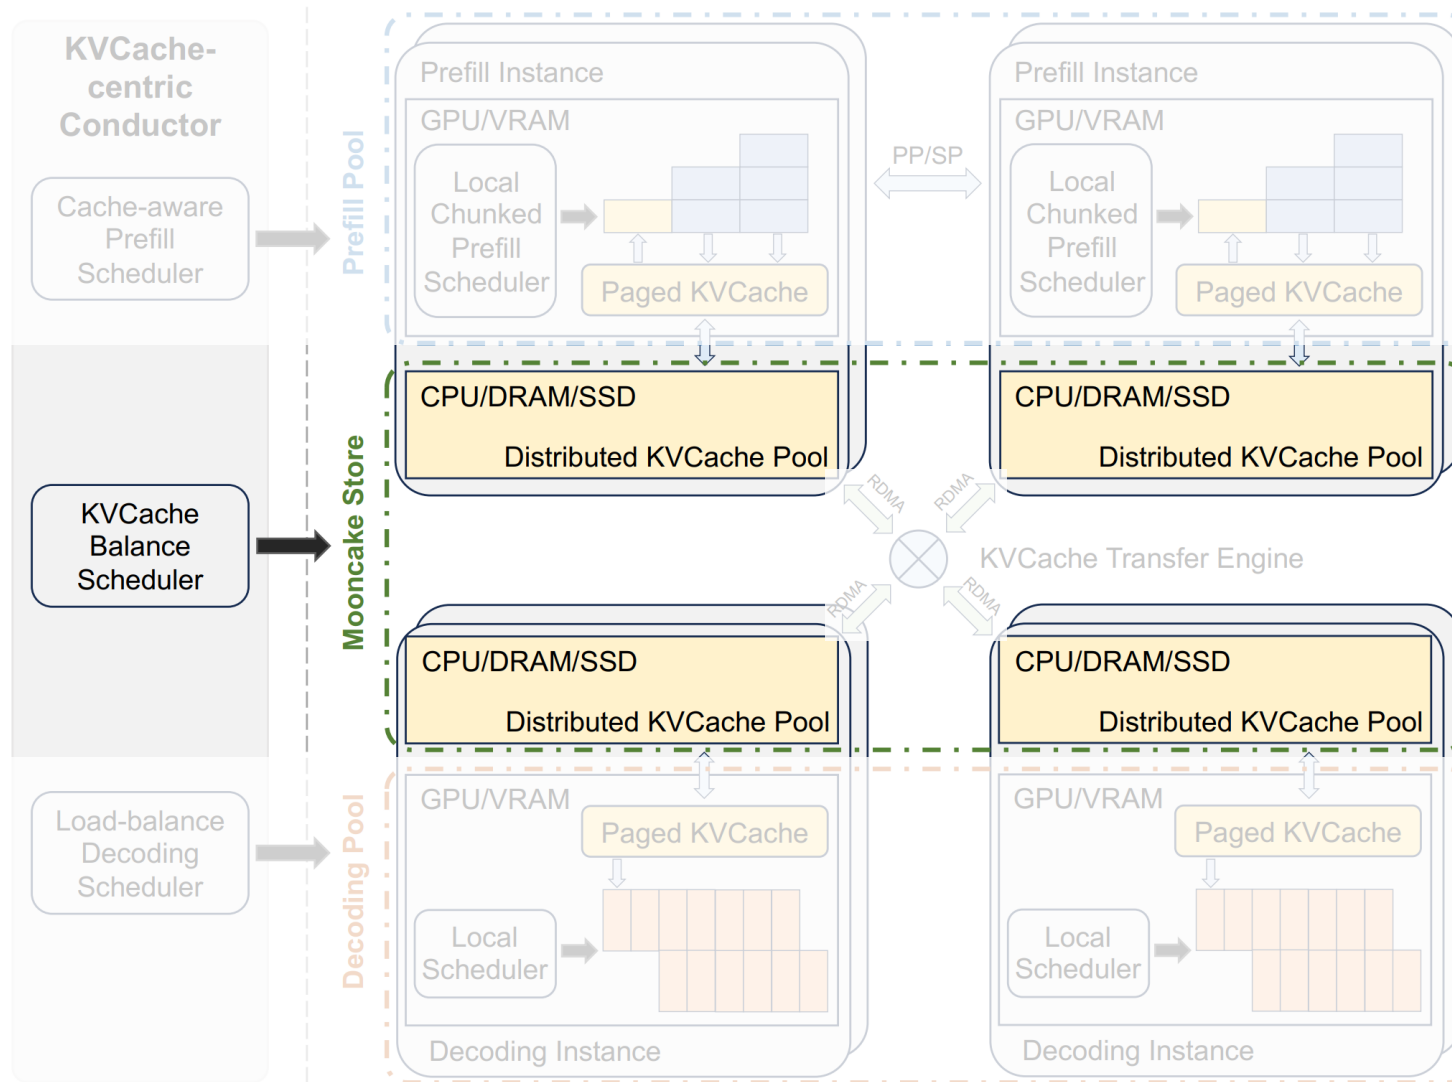 KVCache-
centric
Conductor
Cache-aware
Prefill
Scheduler
KVCache
Balance
Scheduler
Load-balance
Decoding
Scheduler
Prefill Pool
Mooncake Store
Decoding Pool
Prefill Instance
GPU/VRAM
Local
Chunked
Prefill
Scheduler
Paged KVCache
PP/SP
Prefill Instance
GPU/VRAM
Local
Chunked
Prefill
Scheduler
Paged KVCache
CPU/DRAM/SSD
Distributed KVCache Pool
CPU/DRAM/SSD
Distributed KVCache Pool
RDMA
RDMA
KVCache Transfer Engine
RDMA
RDMA
CPU/DRAM/SSD
Distributed KVCache Pool
CPU/DRAM/SSD
Distributed KVCache Pool
GPU/VRAM
Paged KVCache
Local
Scheduler
Decoding Instance
GPU/VRAM
Paged KVCache
Local
Scheduler
Decoding Instance